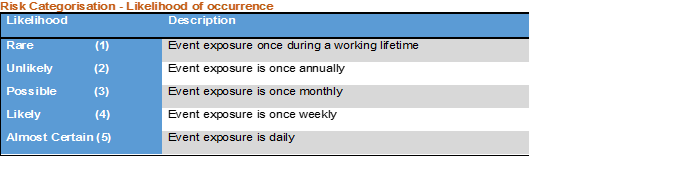 Risk Categorisation - Likelihood of occurrence
Likelihood Description
Rare (1) Event exposure once during a working lifetime
Unlikely (2) Event exposure is once annually
Possible (3) Event exposure is once monthly
Likely (4) Event exposure is once weekly
Almost Certain (5) Event exposure is daily